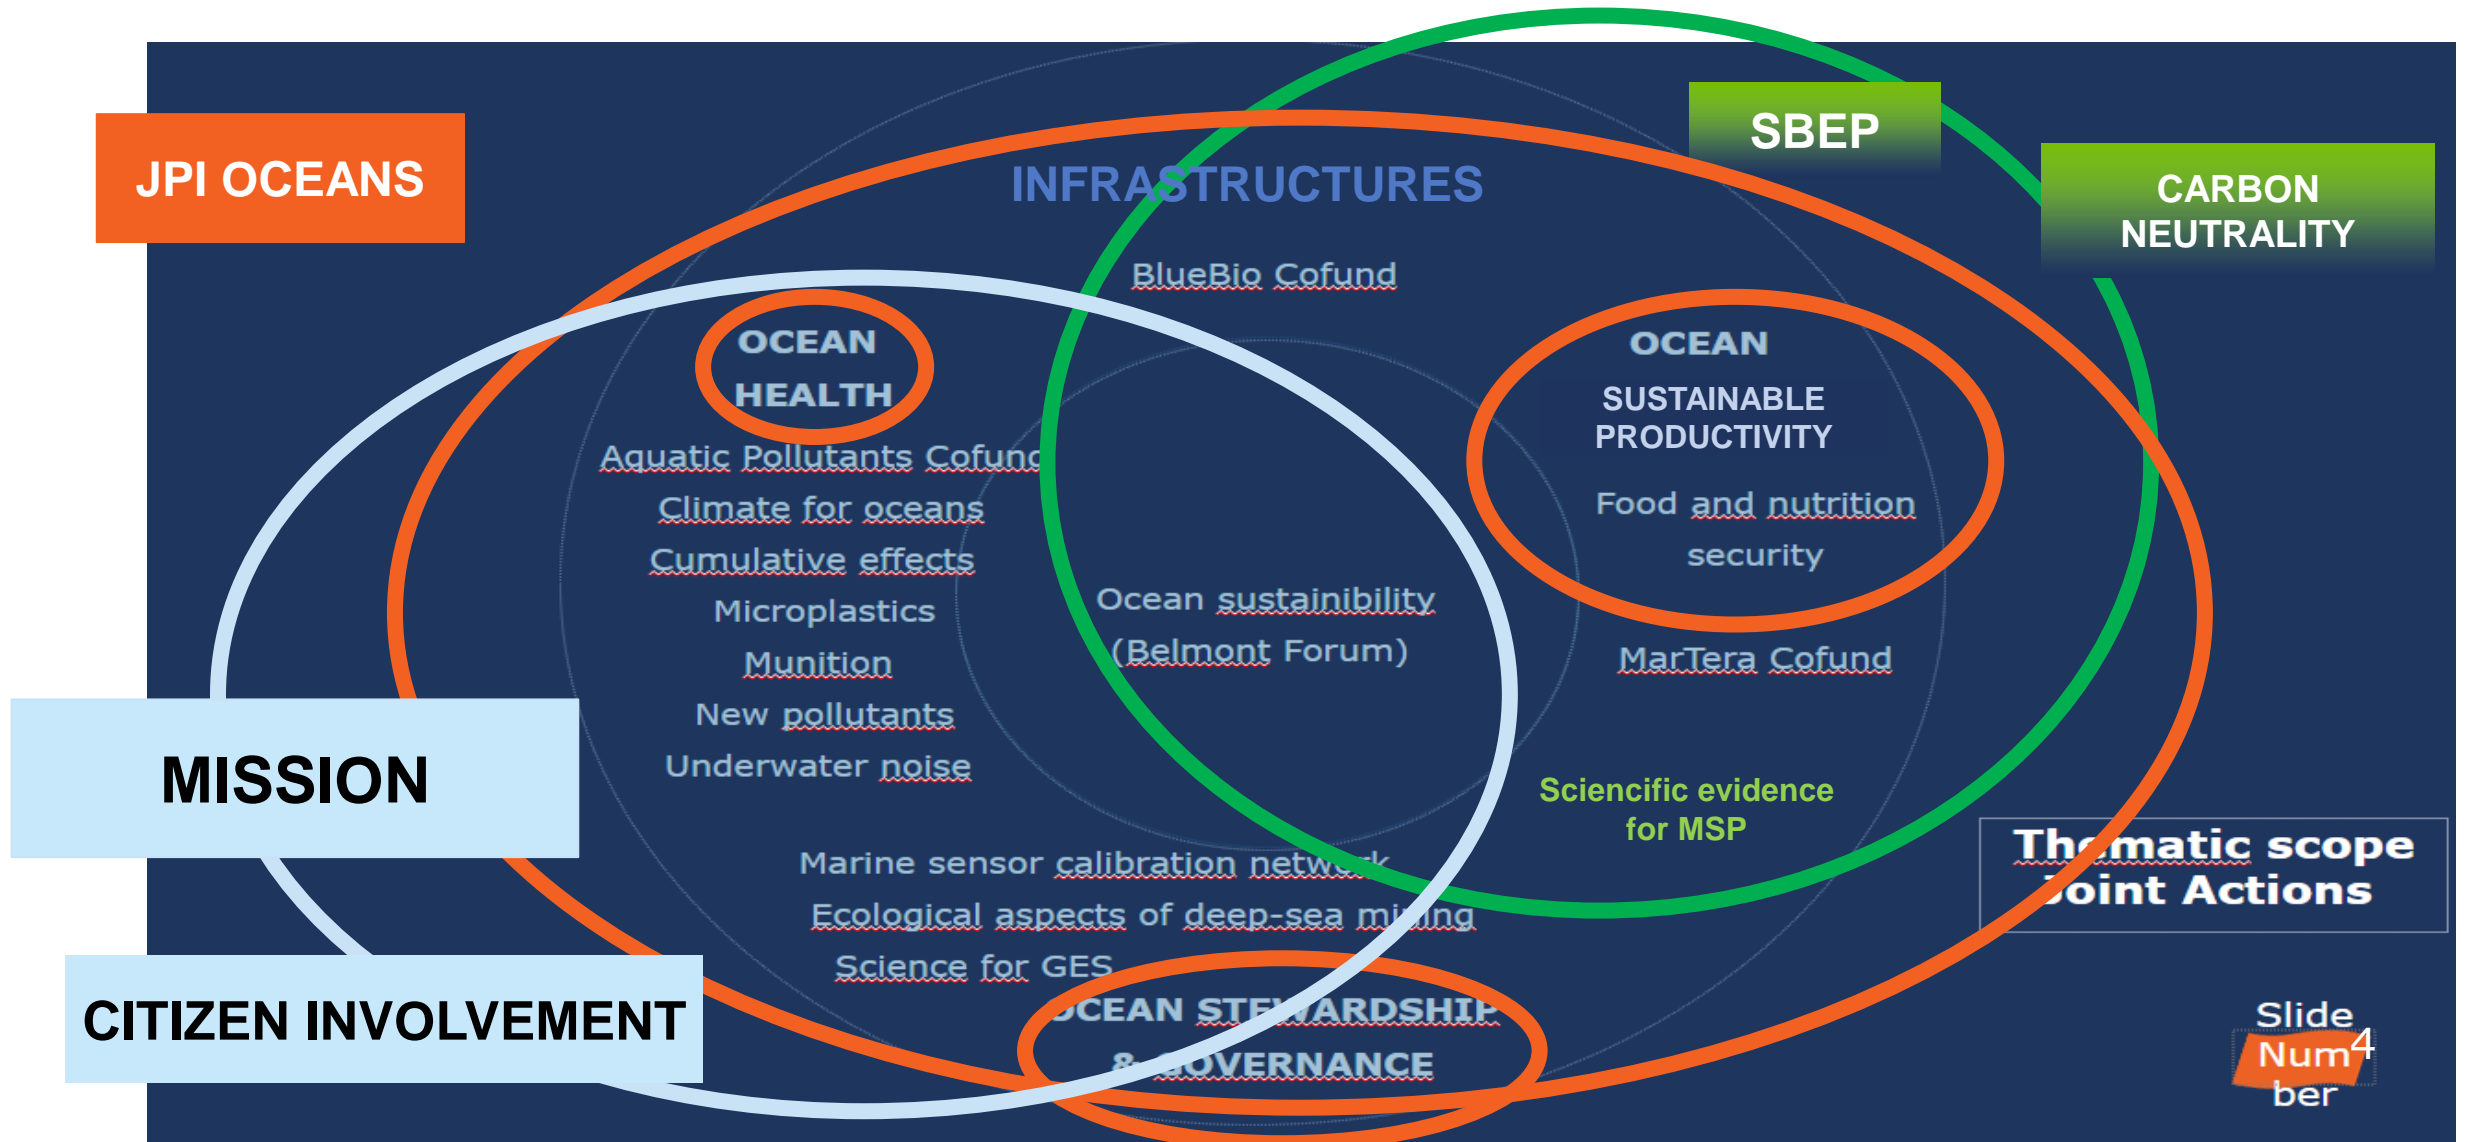 SBEP
JPI OCEANS
INFRASTRUCTURES
CARBON
NEUTRALITY
BlueBio Cofund
OCEAN
HEALTH
OCEAN
SUSTAINABLE
PRODUCTIVITY
Aquatic Pollutants Cofund
Climate for oceans
Cumulative effects
Microplastics
Munition
New pollutants
Underwater noise
Food and nutrition
security
Ocean sustainibility
(Belmont Forum)
MarTera Cofund
MISSION
Sciencific evidence
for MSP
Thematic scope
Joint Actions
Marine sensor calibration network
Ecological aspects of deep-sea mining
Science for GES
OCEAN STEWARDSHIP
& GOVERNANCE
CITIZEN INVOLVEMENT
Slide
Num4
ber